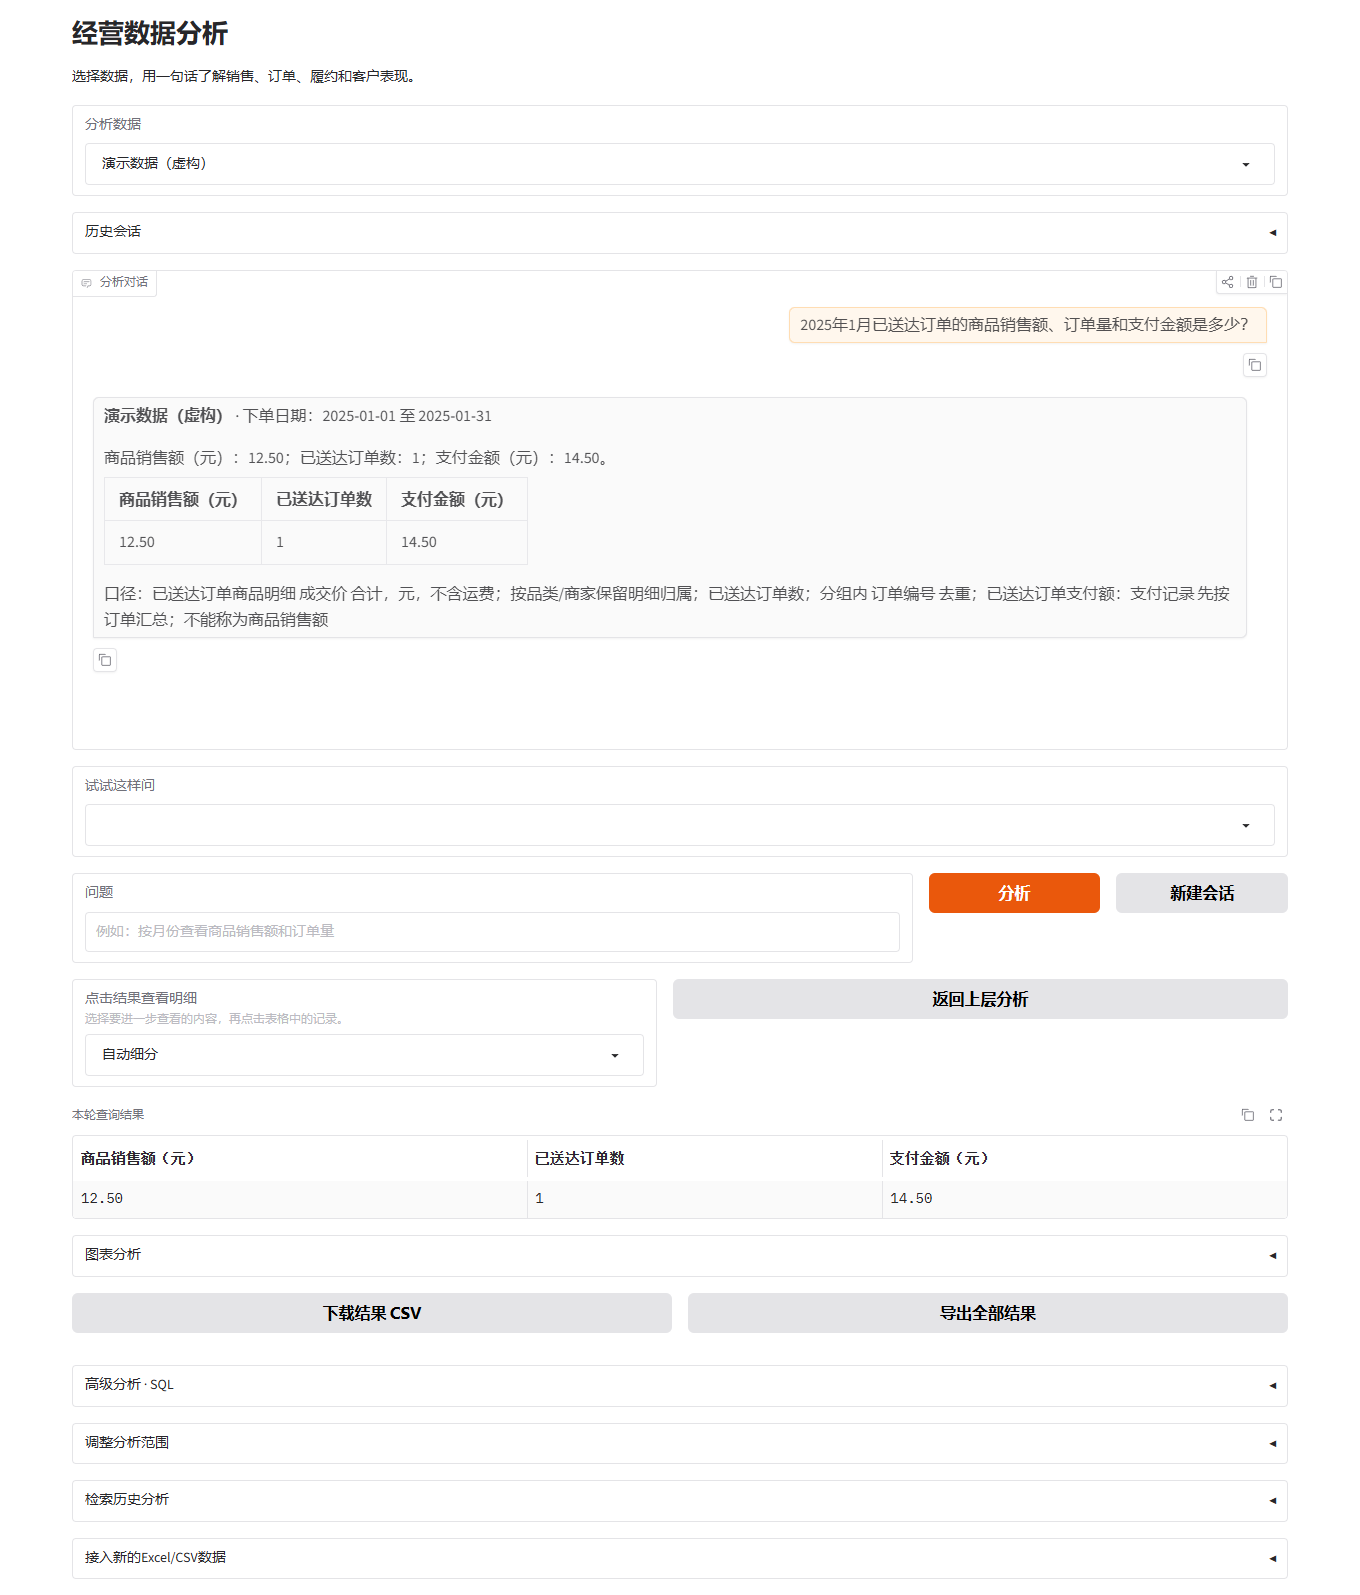 经营数据分析
选择数据，用一句话了解销售、订单、履约和客户表现。
分析数据
演示数据（虚构）
历史会话
分析对话
2025年1月已送达订单的商品销售额、订单量和支付金额是多少？
演示数据（虚构） · 下单日期：2025-01-01 至 2025-01-31
商品销售额（元）：12.50；已送达订单数：1；支付金额（元）：14.50。
商品销售额（元） 已送达订单数 支付金额（元）
12.50 1 14.50
口径：已送达订单商品明细 成交价 合计，元，不含运费；按品类/商家保留明细归属；已送达订单数；分组内 订单编号 去重；已送达订单支付额：支付记录 先按
订单汇总；不能称为商品销售额
试试这样问
问题
例如：按月份查看商品销售额和订单量
分析
新建会话
点击结果查看明细
选择要进一步查看的内容，再点击表格中的记录。
自动细分
返回上层分析
本轮查询结果
商品销售额（元） 已送达订单数 支付金额（元）
12.50 1 14.50
图表分析
下载结果 CSV
导出全部结果
高级分析 · SQL
调整分析范围
检索历史分析
接入新的Excel/CSV数据